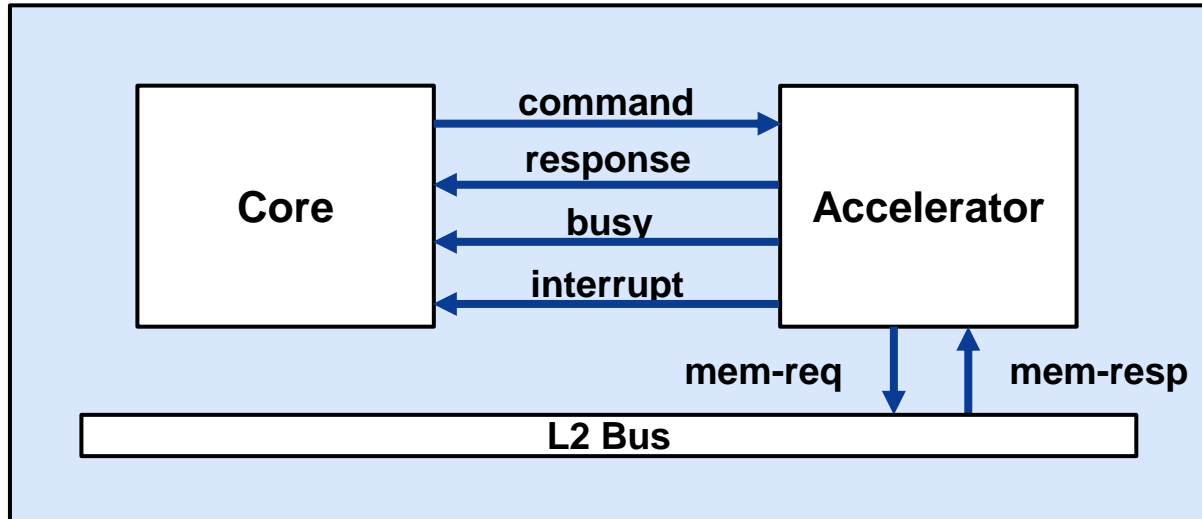 command
response
Core
Accelerator
busy
interrupt
mem-req
mem-resp
L2 Bus